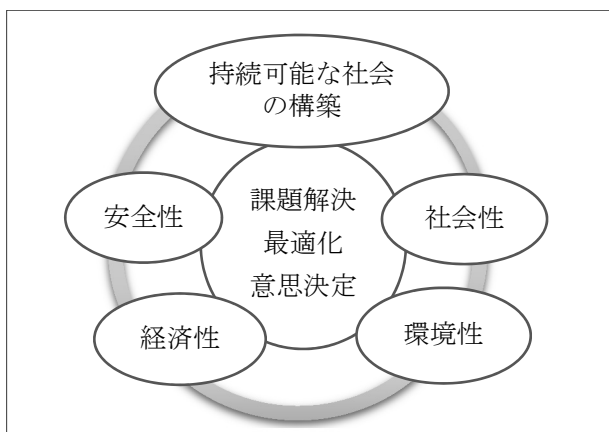 持続可能な社会
の構築
安全性
課題解決
最適化
意思決定
社会性
経済性
環境性